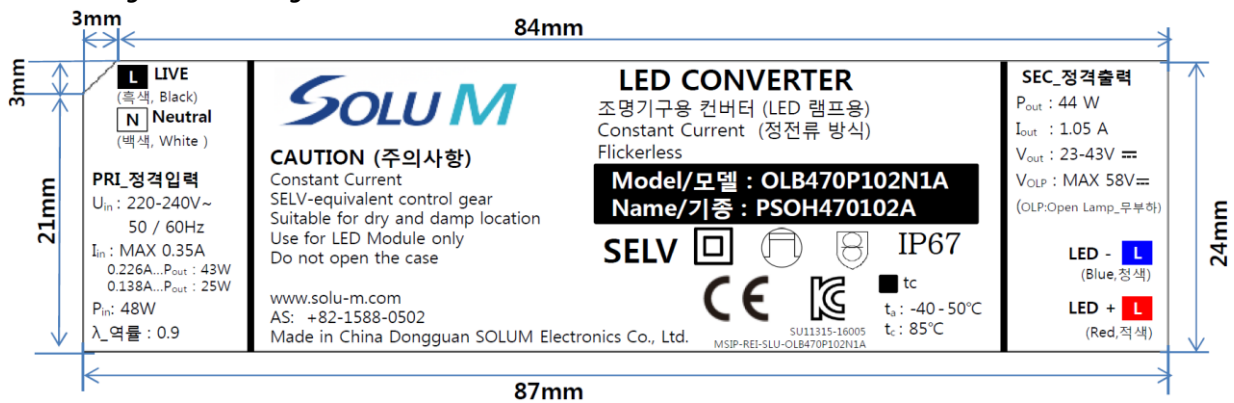 3mm
84mm
3mm
21mm
L LIVE
(흑색, Black)
N Neutral
(백색, White )
PRI_정격입력
Uin : 220-240V~
50 / 60Hz
Iin : MAX 0.35A
0.226A...Pout : 43W
0.138A...Pout : 25W
Pin: 48W
λ_역률 : 0.9
SOLU M
CAUTION (주의사항)
Constant Current
SELV-equivalent control gear
Suitable for dry and damp location
Use for LED Module only
Do not open the case
www.solu-m.com
AS: +82-1588-0502
Made in China Dongguan SOLUM Electronics Co., Ltd.
LED CONVERTER
조명기구용 컨버터 (LED 램프용)
Constant Current (정전류 방식)
Flickerless
Model/모델 : OLB470P102N1A
Name/기종 : PSOH470102A
SELV IP67
CE KC
tc
ta : -40-50℃
tc : 85℃
SU11315-16005
MSIP-REI-SLU-OLB470P102N1A
SEC_정격출력
Pout : 44 W
Iout : 1.05 A
Vout : 23-43V ⎓
VOLP : MAX 58V⎓
(OLP:Open Lamp_무부하)
LED - L
(Blue,청색)
LED + L
(Red,적색)
24mm
87mm